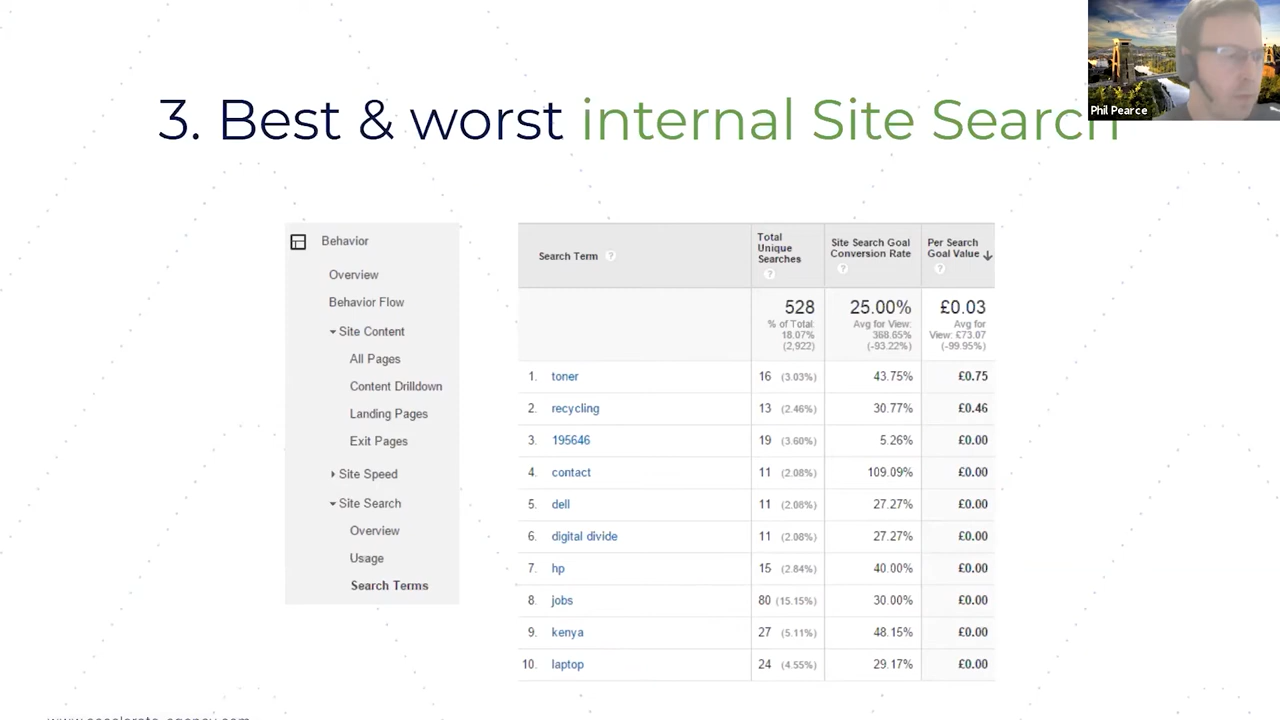 Phil Pearce
3. Best & worst internal Site Search
Behavior
Overview
Behavior Flow
Site Content
All Pages
Content Drilldown
Landing Pages
Exit Pages
Site Speed
Site Search
Overview
Usage
Search Terms
Search Term ? Total Unique Searches ? Site Search Goal Conversion Rate ? Per Search Goal Value ?
528 25.00% £0.03
% of Total: 18.07% (2,922) Avg for View: 368.65% (-93.22%) Avg for View: £73.07 (-99.95%)
1. toner 16 (3.03%) 43.75% £0.75
2. recycling 13 (2.46%) 30.77% £0.46
3. 195646 19 (3.60%) 5.26% £0.00
4. contact 11 (2.08%) 109.09% £0.00
5. dell 11 (2.08%) 27.27% £0.00
6. digital divide 11 (2.08%) 27.27% £0.00
7. hp 15 (2.84%) 40.00% £0.00
8. jobs 80 (15.15%) 30.00% £0.00
9. kenya 27 (5.11%) 48.15% £0.00
10. laptop 24 (4.55%) 29.17% £0.00